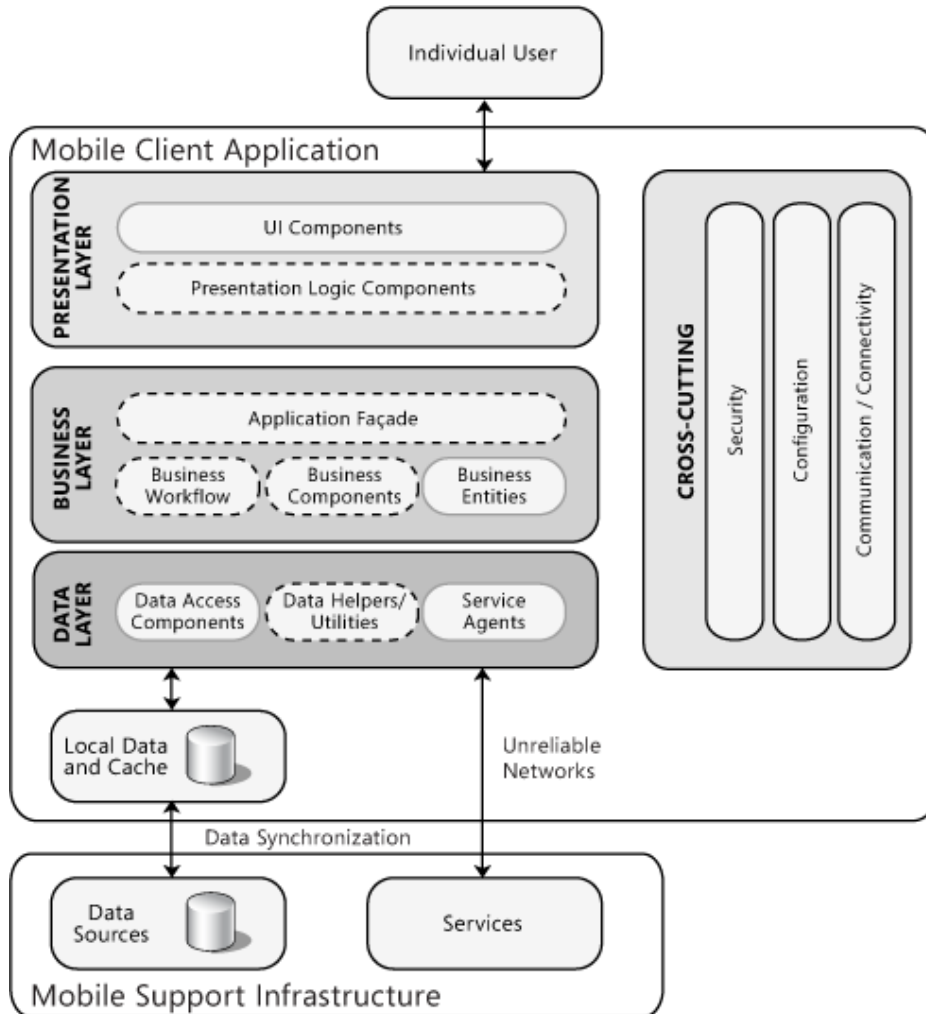 Individual User
Mobile Client Application
PRESENTATION
LAYER
UI Components
Presentation Logic Components
BUSINESS
LAYER
Application Façade
Business
Workflow
Business
Components
Business
Entities
DATA
LAYER
Data Access
Components
Data Helpers/
Utilities
Service
Agents
CROSS-CUTTING
Security
Configuration
Communication / Connectivity
Local Data
and Cache
Unreliable
Networks
Data Synchronization
Data
Sources
Services
Mobile Support Infrastructure